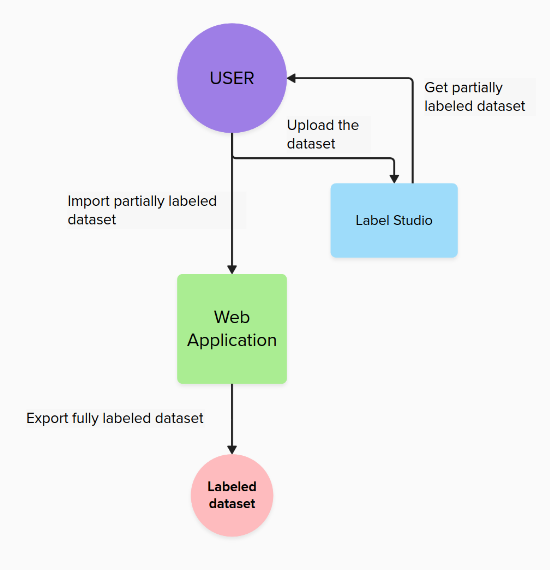 USER
Get partially
labeled dataset
Upload the
dataset
Import partially labeled
dataset
Label Studio
Web
Application
Export fully labeled dataset
Labeled
dataset